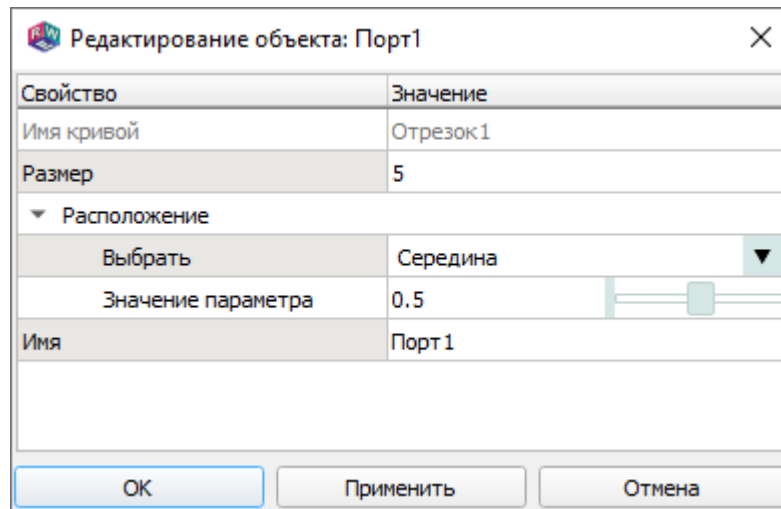 Редактирование объекта: Порт1
Свойство Значение
Имя кривой Отрезок1
Размер 5
Расположение
Выбрать Середина
Значение параметра 0.5
Имя Порт1
OK Применить Отмена